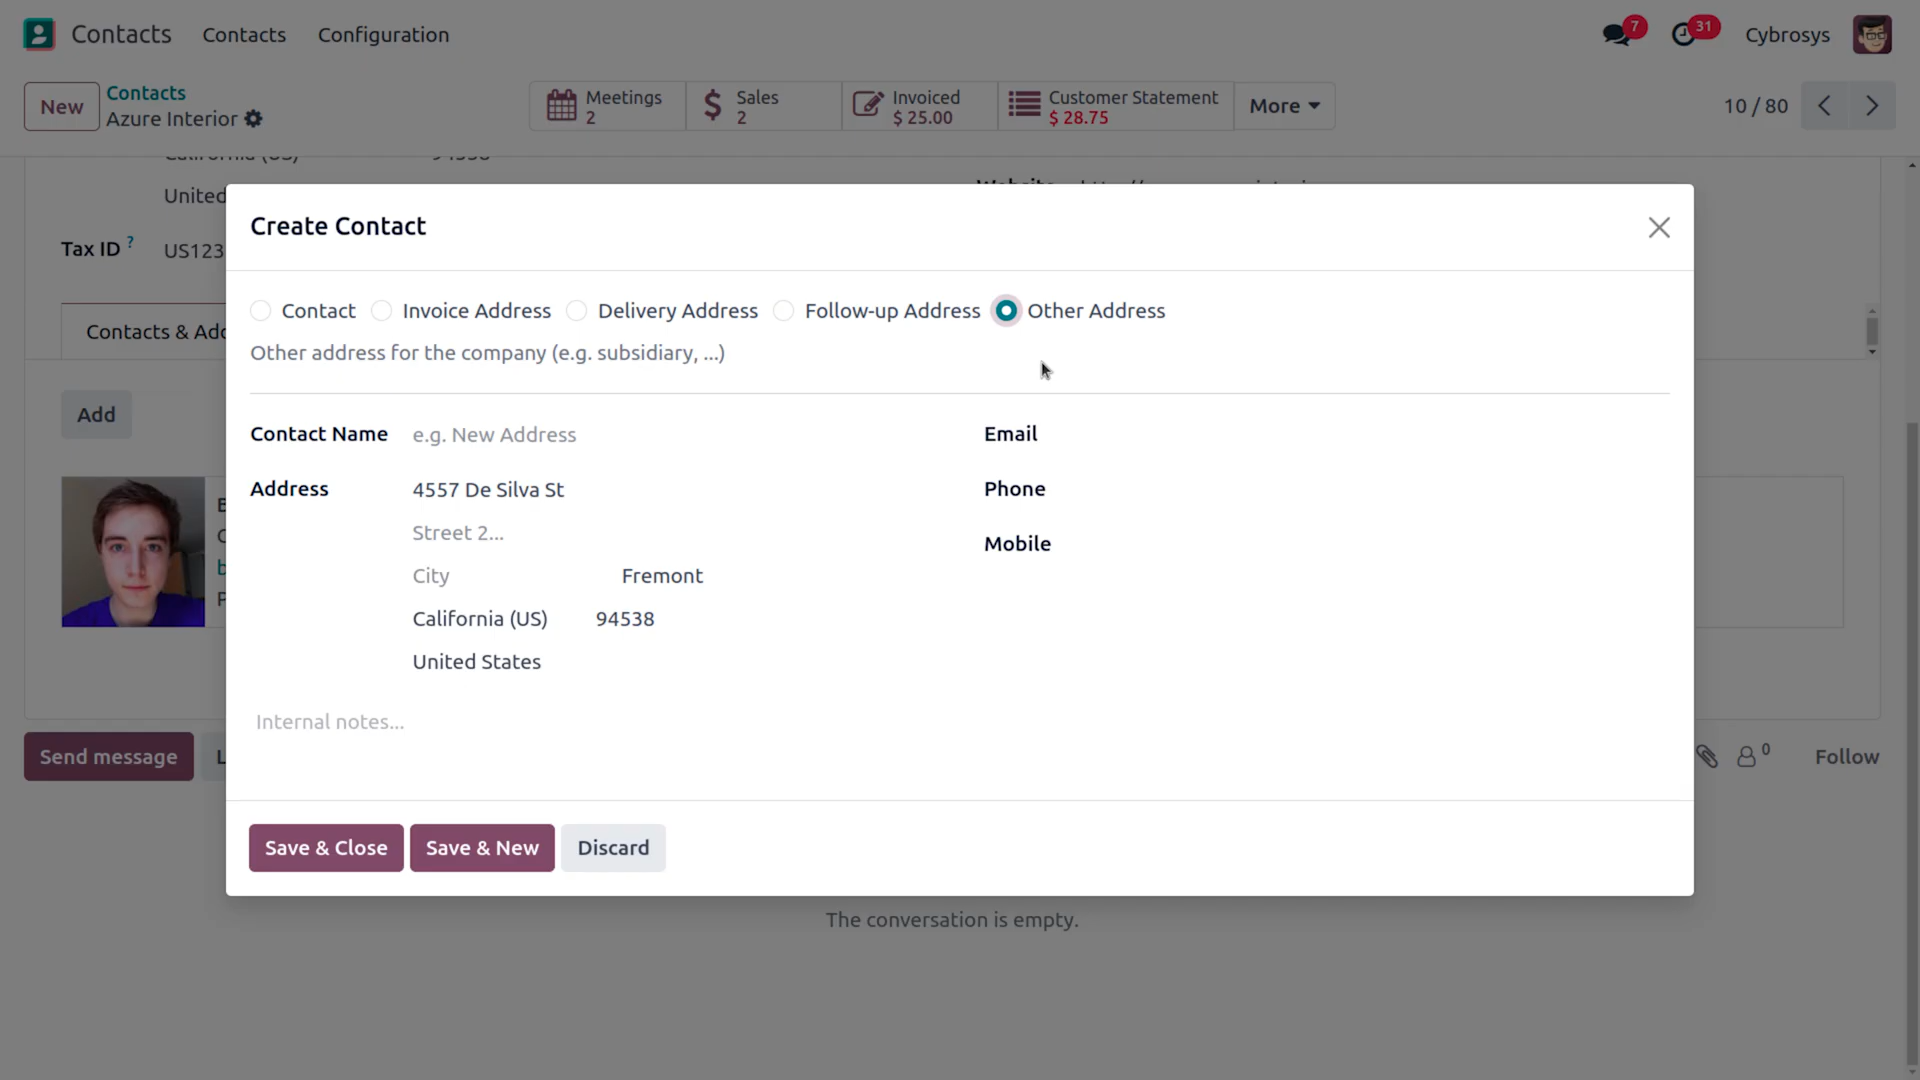 Contacts Contacts Configuration 7 31 Cybrosys
New Contacts Azure Interior
Meetings 2
Sales 2
Invoiced $ 25.00
Customer Statement $ 28.75
More
10 / 80
California (US) 94538
United
Website
Tax ID ? US123
Contacts & Add
Add
Create Contact
Contact Invoice Address Delivery Address Follow-up Address Other Address
Other address for the company (e.g. subsidiary, ...)
Contact Name e.g. New Address
Address 4557 De Silva St
Street 2...
City Fremont
California (US) 94538
United States
Email
Phone
Mobile
Internal notes...
Save & Close Save & New Discard
Send message L
0 Follow
The conversation is empty.